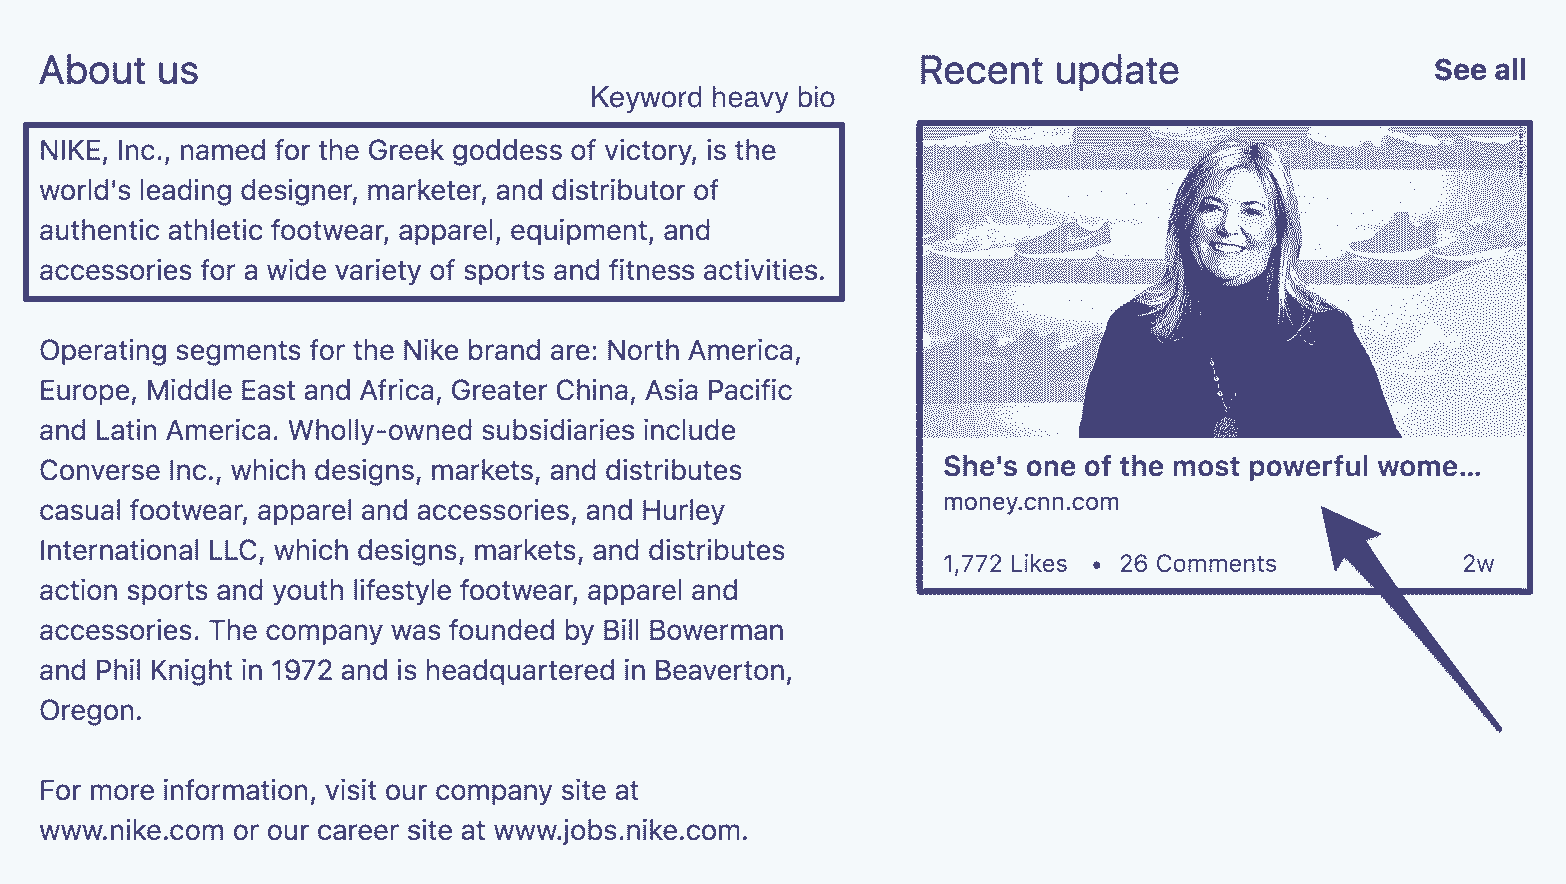 About us
Keyword heavy bio
NIKE, Inc., named for the Greek goddess of victory, is the
world's leading designer, marketer, and distributor of
authentic athletic footwear, apparel, equipment, and
accessories for a wide variety of sports and fitness activities.
Operating segments for the Nike brand are: North America,
Europe, Middle East and Africa, Greater China, Asia Pacific
and Latin America. Wholly-owned subsidiaries include
Converse Inc., which designs, markets, and distributes
casual footwear, apparel and accessories, and Hurley
International LLC, which designs, markets, and distributes
action sports and youth lifestyle footwear, apparel and
accessories. The company was founded by Bill Bowerman
and Phil Knight in 1972 and is headquartered in Beaverton,
Oregon.
For more information, visit our company site at
www.nike.com or our career site at www.jobs.nike.com.
Recent update
See all
She's one of the most powerful wome...
money.cnn.com
1,772 Likes • 26 Comments 2w